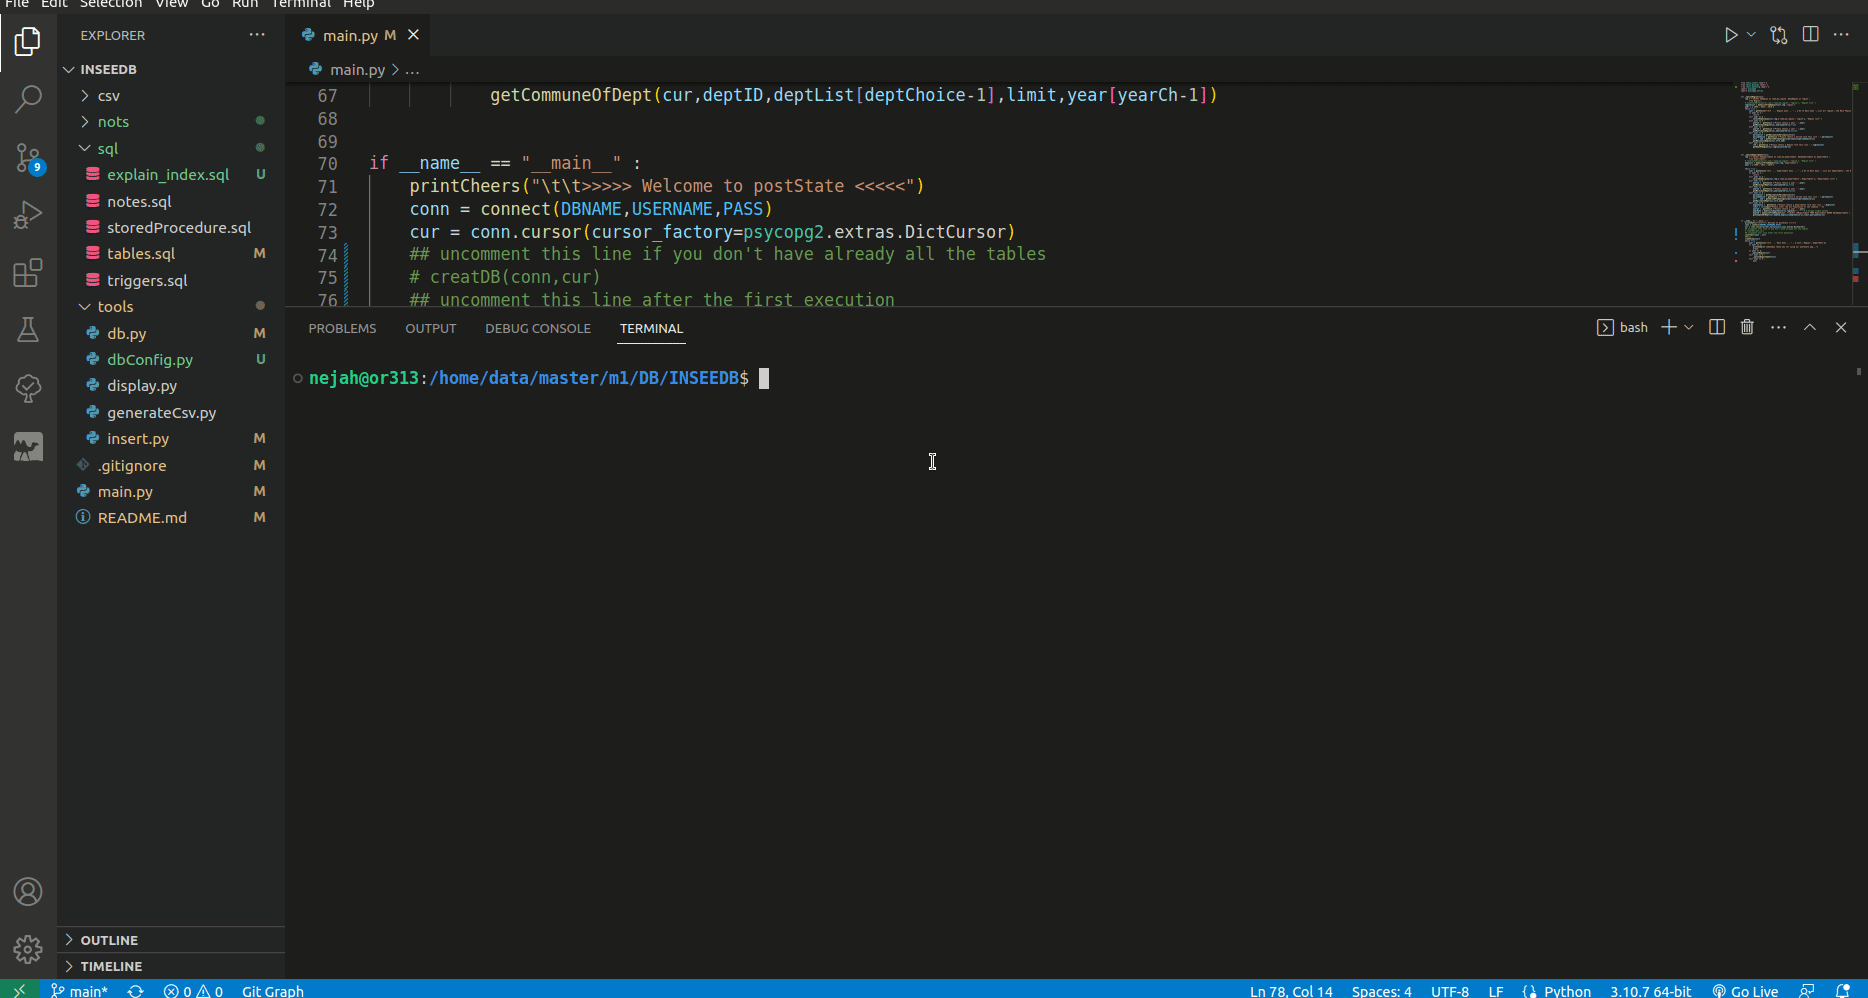 File Edit Selection View Go Run Terminal Help
EXPLORER
INSEEDB
csv
nots
sql
explain_index.sql U
notes.sql
storedProcedure.sql
tables.sql M
triggers.sql
tools
db.py M
dbConfig.py U
display.py
generateCsv.py
insert.py M
.gitignore M
main.py M
README.md M
OUTLINE
TIMELINE
9
main.py M
main.py > ...
67 getCommuneOfDept(cur,deptID,deptList[deptChoice-1],limit,year[yearCh-1])
68
69
70 if __name__ == "__main__" :
71 printCheers("\t\t>>>>> Welcome to postState <<<<<")
72 conn = connect(DBNAME,USERNAME,PASS)
73 cur = conn.cursor(cursor_factory=psycopg2.extras.DictCursor)
74 ## uncomment this line if you don't have already all the tables
75 # creatDB(conn,cur)
76 ## uncomment this line after the first execution
PROBLEMS OUTPUT DEBUG CONSOLE TERMINAL
bash
nejah@or313:/home/data/master/m1/DB/INSEEDB$
main* 0 0 Git Graph
Ln 78, Col 14 Spaces: 4 UTF-8 LF Python 3.10.7 64-bit Go Live